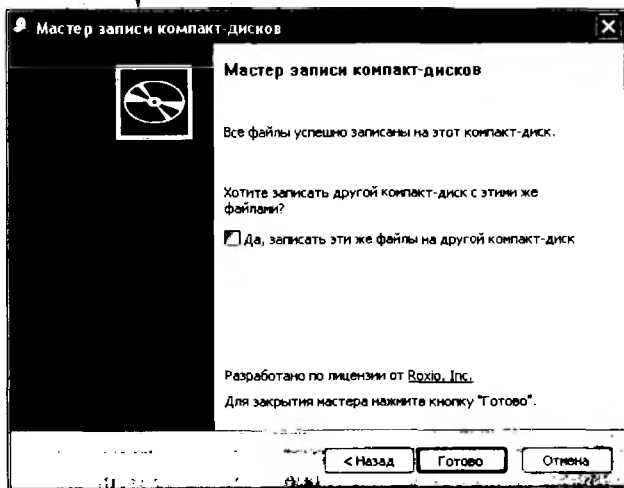 Мастер записи компакт-дисков
Мастер записи компакт-дисков
Все файлы успешно записаны на этот компакт-диск.
Хотите записать другой компакт-диск с этими же
файлами?
Да, записать эти же файлы на другой компакт-диск
Разработано по лицензии от Roxio, Inc.
Для закрытия мастера нажмите кнопку "Готово".
< Назад Готово Отмена